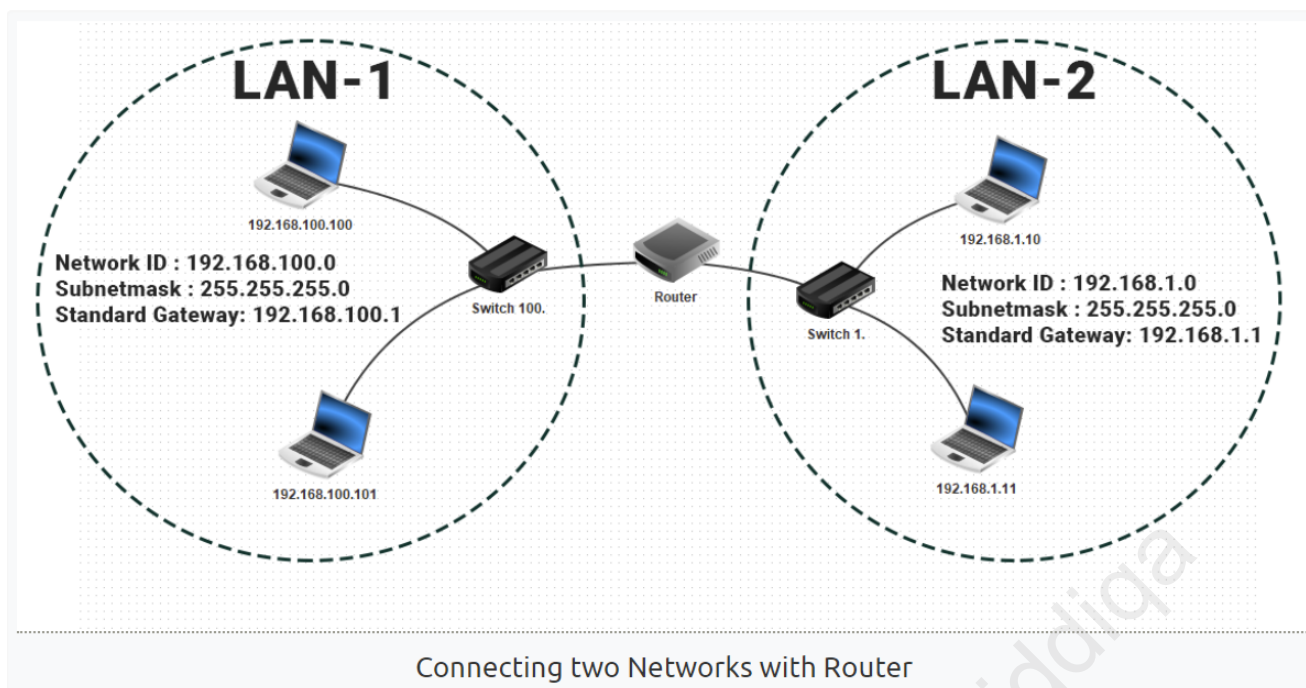 LAN-1
LAN-2
192.168.100.100
192.168.1.10
Network ID : 192.168.100.0
Subnetmask : 255.255.255.0
Standard Gateway: 192.168.100.1
Switch 100.
Router
Switch 1.
Network ID : 192.168.1.0
Subnetmask : 255.255.255.0
Standard Gateway: 192.168.1.1
192.168.100.101
192.168.1.11
Connecting two Networks with Router